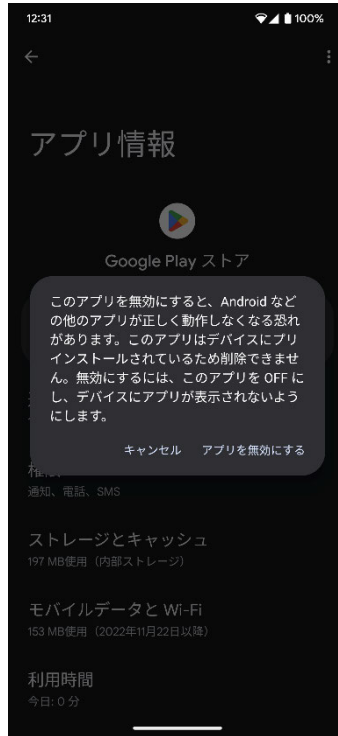 12:31
100%
アプリ情報
Google Play ストア
このアプリを無効にすると、Android など
の他のアプリが正しく動作しなくなる恐れ
があります。このアプリはデバイスにプリ
インストールされているため削除できませ
ん。無効にするには、このアプリを OFF に
し、デバイスにアプリが表示されないよう
にします。
キャンセル アプリを無効にする
通知、電話、SMS
ストレージとキャッシュ
197 MB使用（内部ストレージ）
モバイルデータと Wi-Fi
153 MB使用（2022年11月22日以降）
利用時間
今日: 0 分